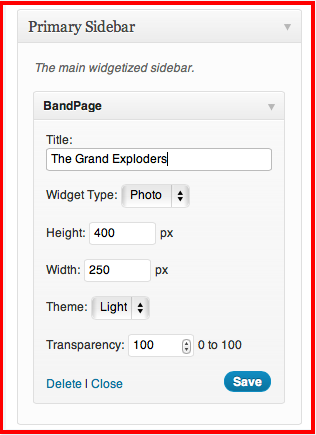 Primary Sidebar
The main widgetized sidebar.
BandPage
Title:
The Grand Exploders
Widget Type: Photo
Height: 400 px
Width: 250 px
Theme: Light
Transparency: 100 0 to 100
Delete | Close Save